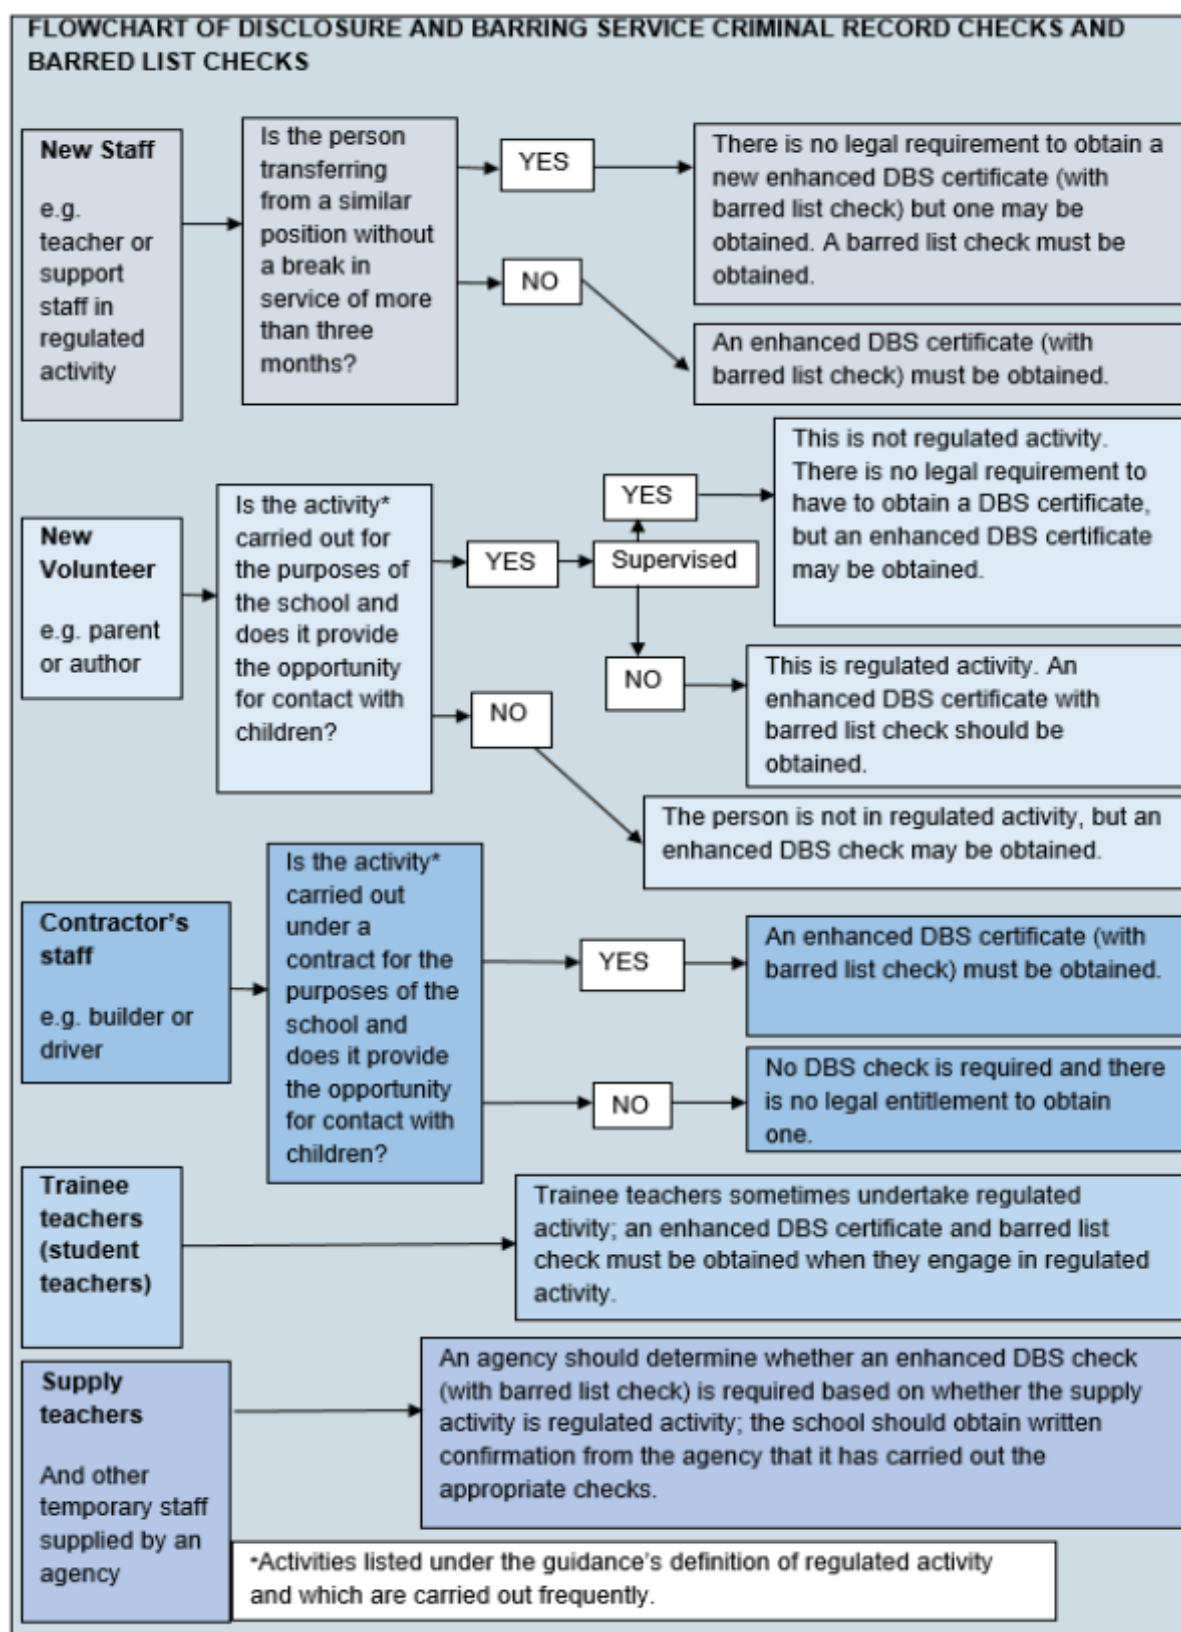 FLOWCHART OF DISCLOSURE AND BARRING SERVICE CRIMINAL RECORD CHECKS AND
BARRED LIST CHECKS
New Staff
e.g.
teacher or
support
staff in
regulated
activity
Is the person
transferring
from a similar
position without
a break in
service of more
than three
months?
YES
There is no legal requirement to obtain a
new enhanced DBS certificate (with
barred list check) but one may be
obtained. A barred list check must be
obtained.
NO
An enhanced DBS certificate (with
barred list check) must be obtained.
New
Volunteer
e.g. parent
or author
Is the activity*
carried out for
the purposes of
the school and
does it provide
the opportunity
for contact with
children?
YES
Supervised
YES
This is not regulated activity.
There is no legal requirement to
have to obtain a DBS certificate,
but an enhanced DBS certificate
may be obtained.
NO
This is regulated activity. An
enhanced DBS certificate with
barred list check should be
obtained.
NO
The person is not in regulated activity, but an
enhanced DBS check may be obtained.
Contractor's
staff
e.g. builder or
driver
Is the activity*
carried out
under a
contract for the
purposes of the
school and
does it provide
the opportunity
for contact with
children?
YES
An enhanced DBS certificate (with
barred list check) must be obtained.
NO
No DBS check is required and there
is no legal entitlement to obtain
one.
Trainee
teachers
(student
teachers)
Trainee teachers sometimes undertake regulated
activity; an enhanced DBS certificate and barred list
check must be obtained when they engage in regulated
activity.
Supply
teachers
And other
temporary staff
supplied by an
agency
An agency should determine whether an enhanced DBS check
(with barred list check) is required based on whether the supply
activity is regulated activity; the school should obtain written
confirmation from the agency that it has carried out the
appropriate checks.
*Activities listed under the guidance's definition of regulated activity
and which are carried out frequently.